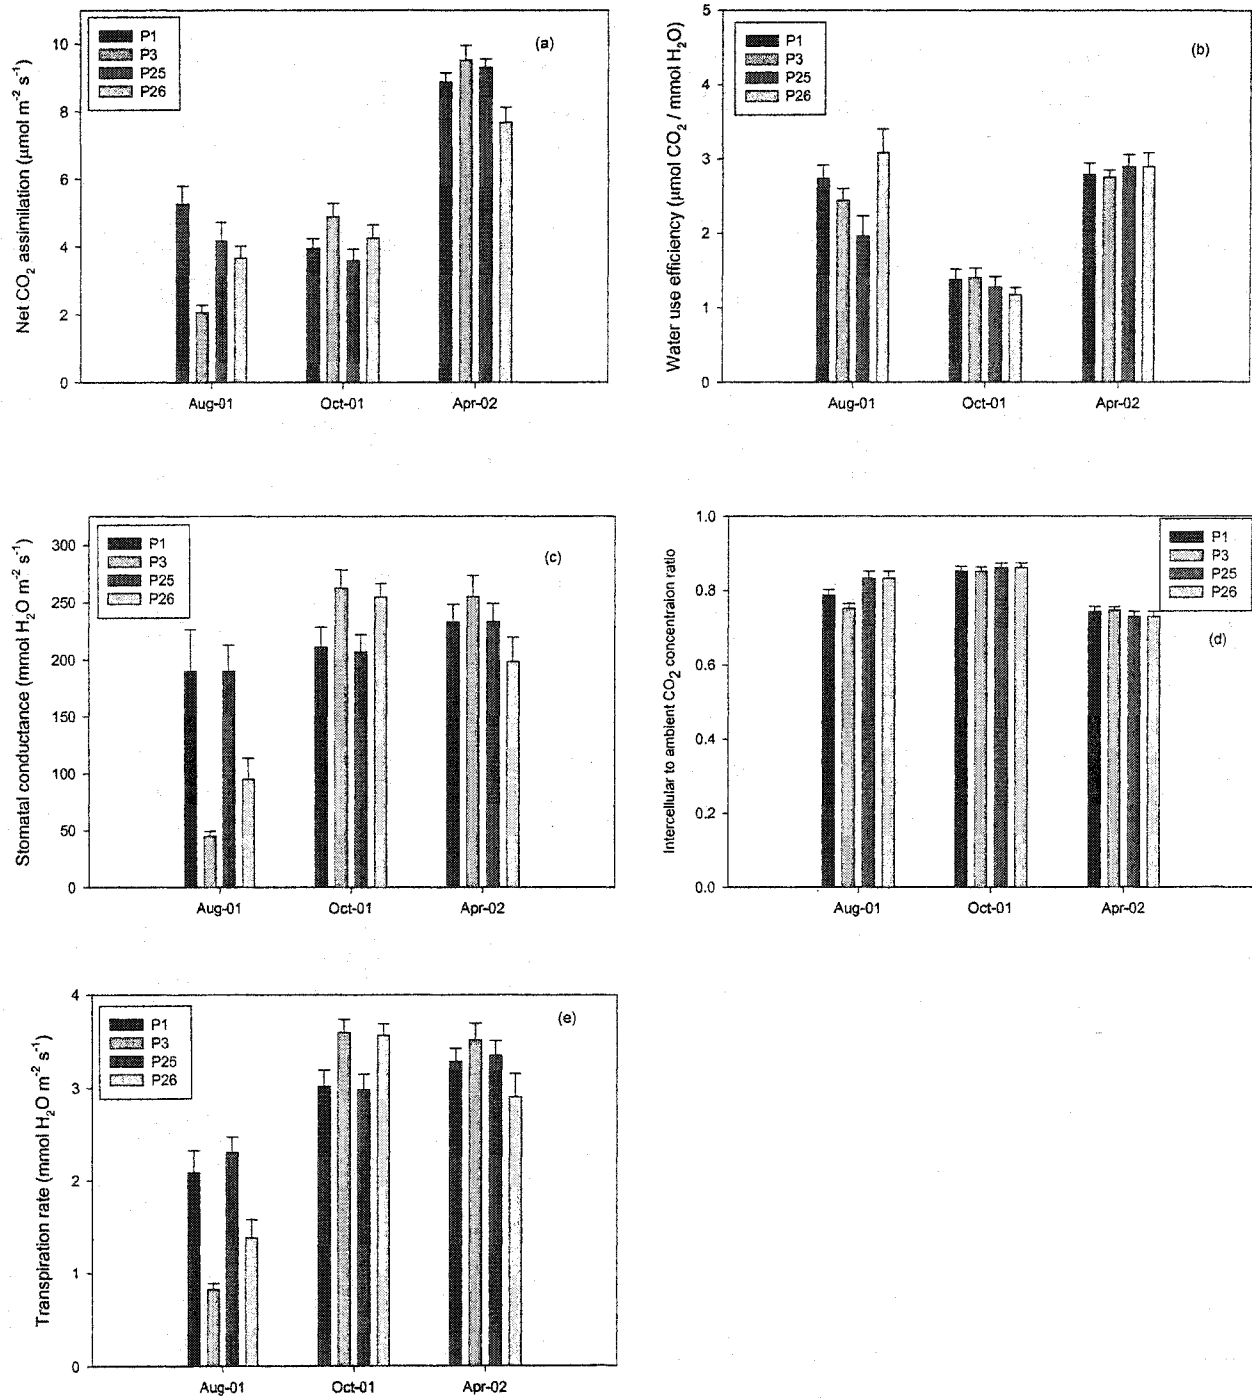 Net CO2 assimilation (µmol m-2 s-1)
10
8
6
4
2
0
P1
P3
P25
P26
(a)
Aug-01
Oct-01
Apr-02
Water use efficiency (µmol CO2 / mmol H2O)
5
4
3
2
1
0
P1
P3
P25
P26
(b)
Aug-01
Oct-01
Apr-02
Stomatal conductance (mmol H2O m-2 s-1)
300
250
200
150
100
50
0
P1
P3
P25
P26
(c)
Aug-01
Oct-01
Apr-02
Intercellular to ambient CO2 concentraion ratio
1.0
0.8
0.6
0.4
0.2
0.0
P1
P3
P25
P26
(d)
Aug-01
Oct-01
Apr-02
Transpiration rate (mmol H2O m-2 s-1)
4
3
2
1
0
P1
P3
P25
P26
(e)
Aug-01
Oct-01
Apr-02